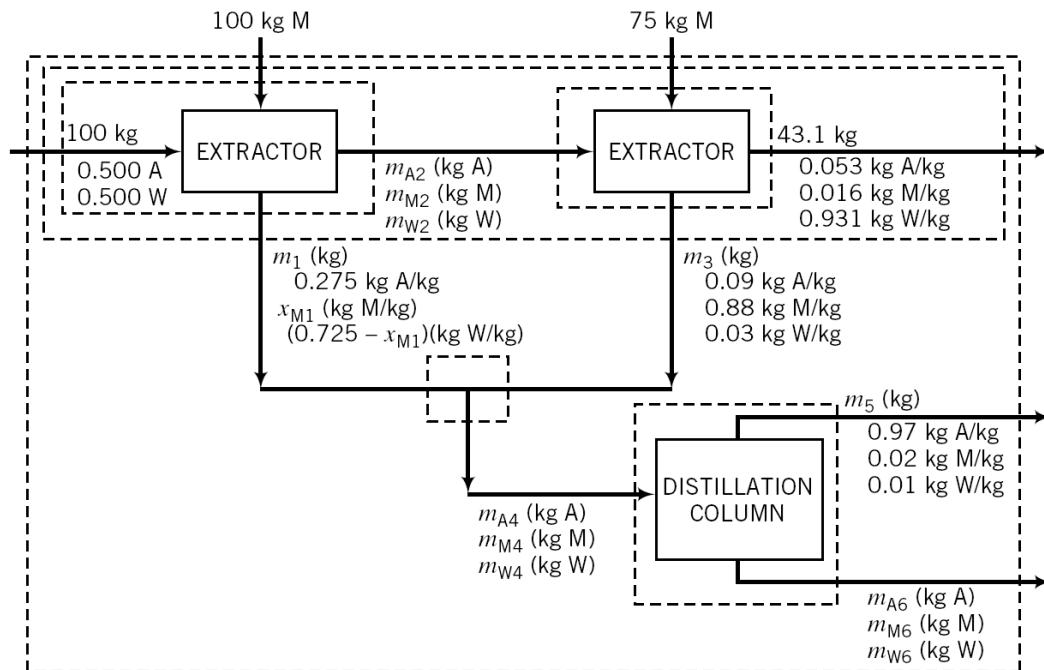 100 kg M
75 kg M
100 kg
0.500 A
0.500 W
EXTRACTOR
m_A2 (kg A)
m_M2 (kg M)
m_W2 (kg W)
EXTRACTOR
43.1 kg
0.053 kg A/kg
0.016 kg M/kg
0.931 kg W/kg
m_1 (kg)
0.275 kg A/kg
x_M1 (kg M/kg)
(0.725 – x_M1)(kg W/kg)
m_3 (kg)
0.09 kg A/kg
0.88 kg M/kg
0.03 kg W/kg
m_A4 (kg A)
m_M4 (kg M)
m_W4 (kg W)
DISTILLATION
COLUMN
m_5 (kg)
0.97 kg A/kg
0.02 kg M/kg
0.01 kg W/kg
m_A6 (kg A)
m_M6 (kg M)
m_W6 (kg W)